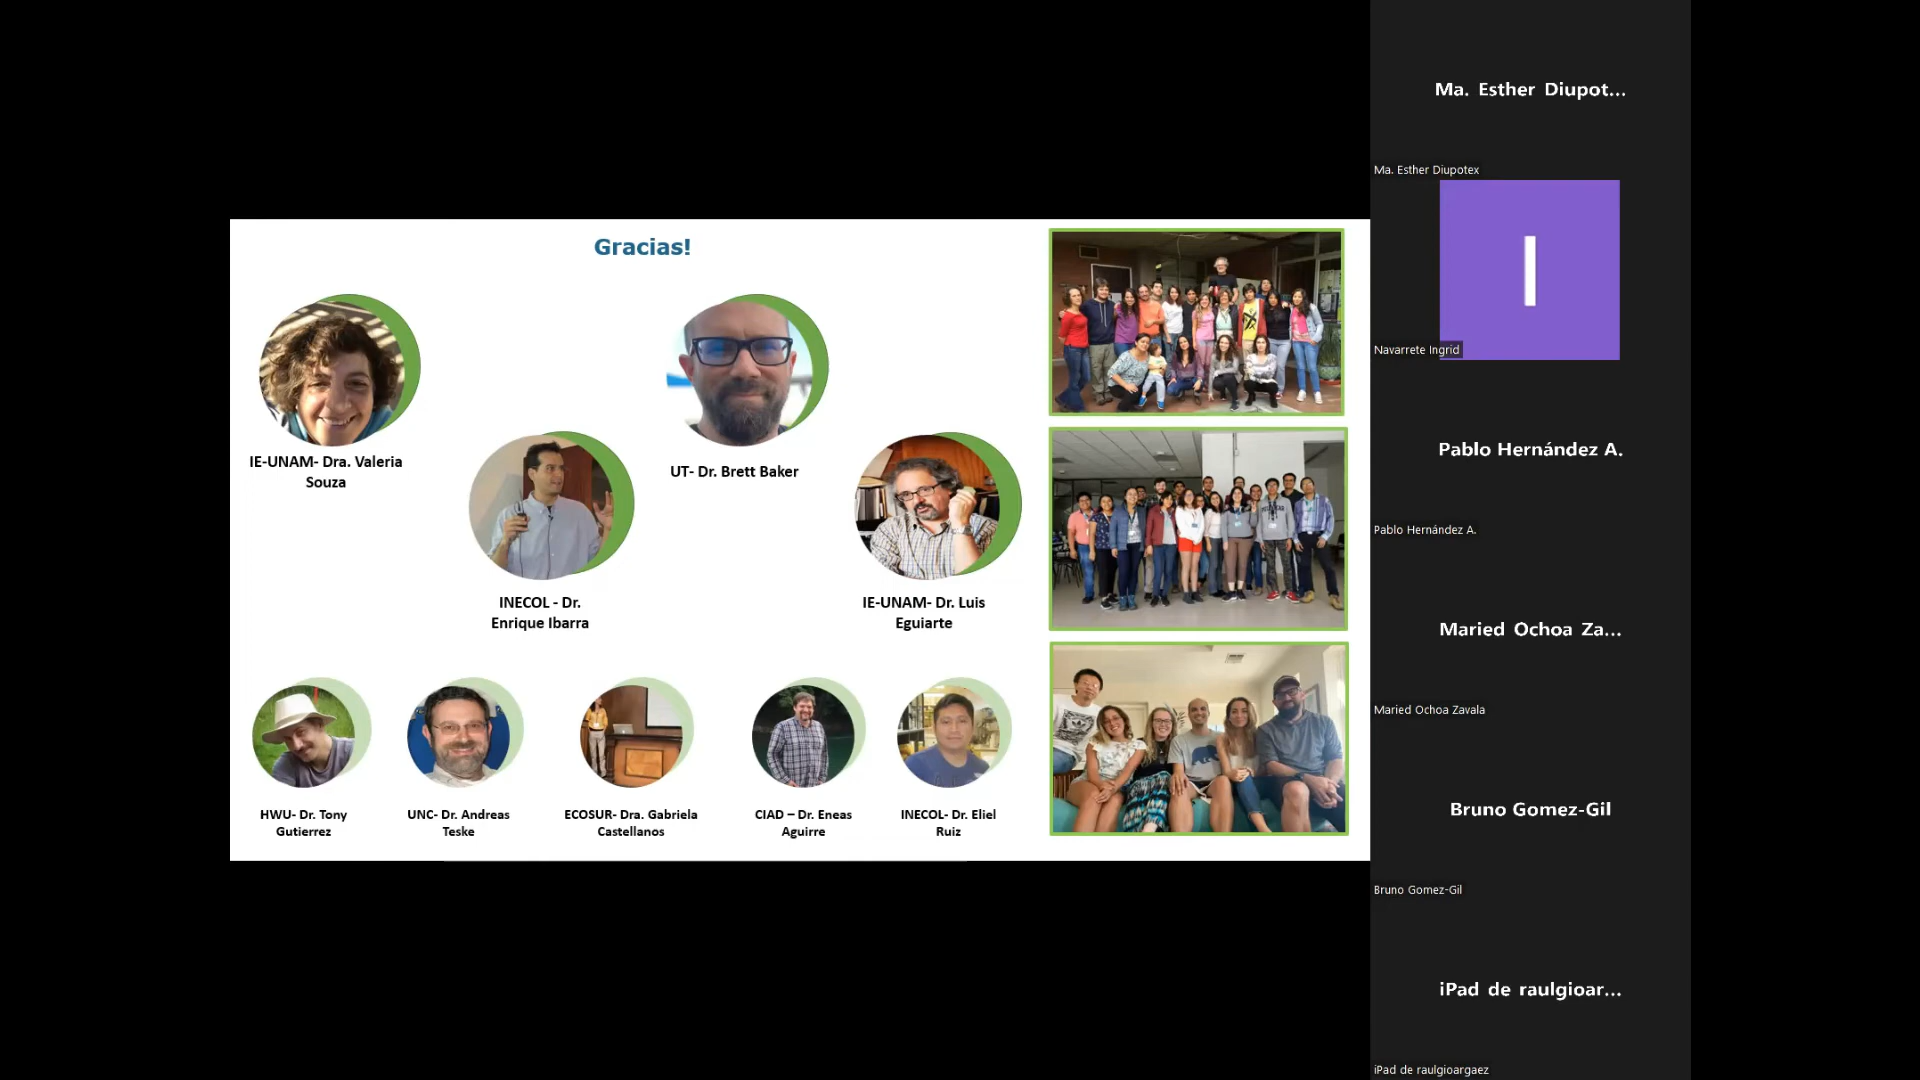 Gracias!
IE-UNAM- Dra. Valeria
Souza
UT- Dr. Brett Baker
INECOL - Dr.
Enrique Ibarra
IE-UNAM- Dr. Luis
Eguiarte
HWU- Dr. Tony
Gutierrez
UNC- Dr. Andreas
Teske
ECOSUR- Dra. Gabriela
Castellanos
CIAD – Dr. Eneas
Aguirre
INECOL- Dr. Eliel
Ruiz
Ma. Esther Diupot...
Ma. Esther Diupotex
I
Navarrete Ingrid
Pablo Hernández A.
Pablo Hernández A.
Maried Ochoa Za...
Maried Ochoa Zavala
Bruno Gomez-Gil
Bruno Gomez-Gil
iPad de raulgioar...
iPad de raulgioargaez